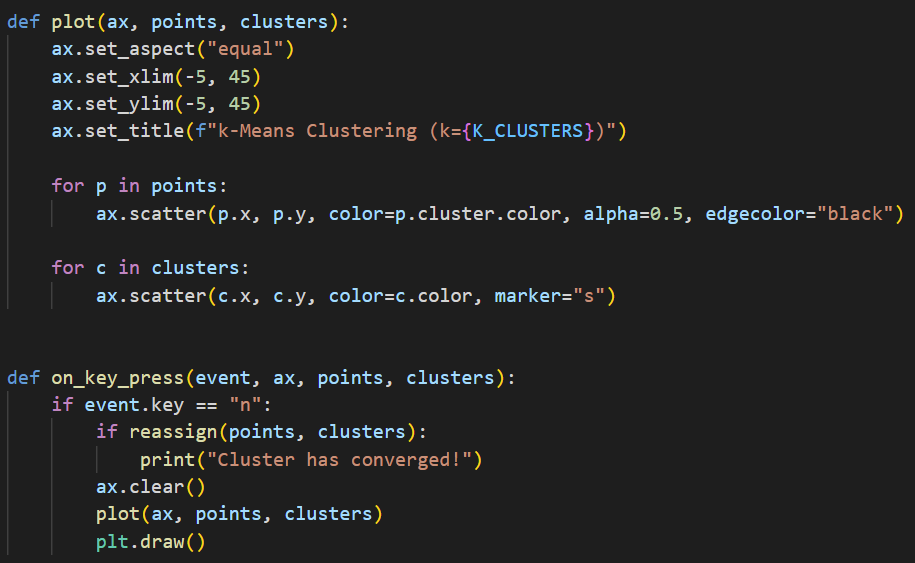 def plot(ax, points, clusters):
    ax.set_aspect("equal")
    ax.set_xlim(-5, 45)
    ax.set_ylim(-5, 45)
    ax.set_title(f"k-Means Clustering (k={K_CLUSTERS})")

    for p in points:
        ax.scatter(p.x, p.y, color=p.cluster.color, alpha=0.5, edgecolor="black")

    for c in clusters:
        ax.scatter(c.x, c.y, color=c.color, marker="s")


def on_key_press(event, ax, points, clusters):
    if event.key == "n":
        if reassign(points, clusters):
            print("Cluster has converged!")
        ax.clear()
        plot(ax, points, clusters)
        plt.draw()